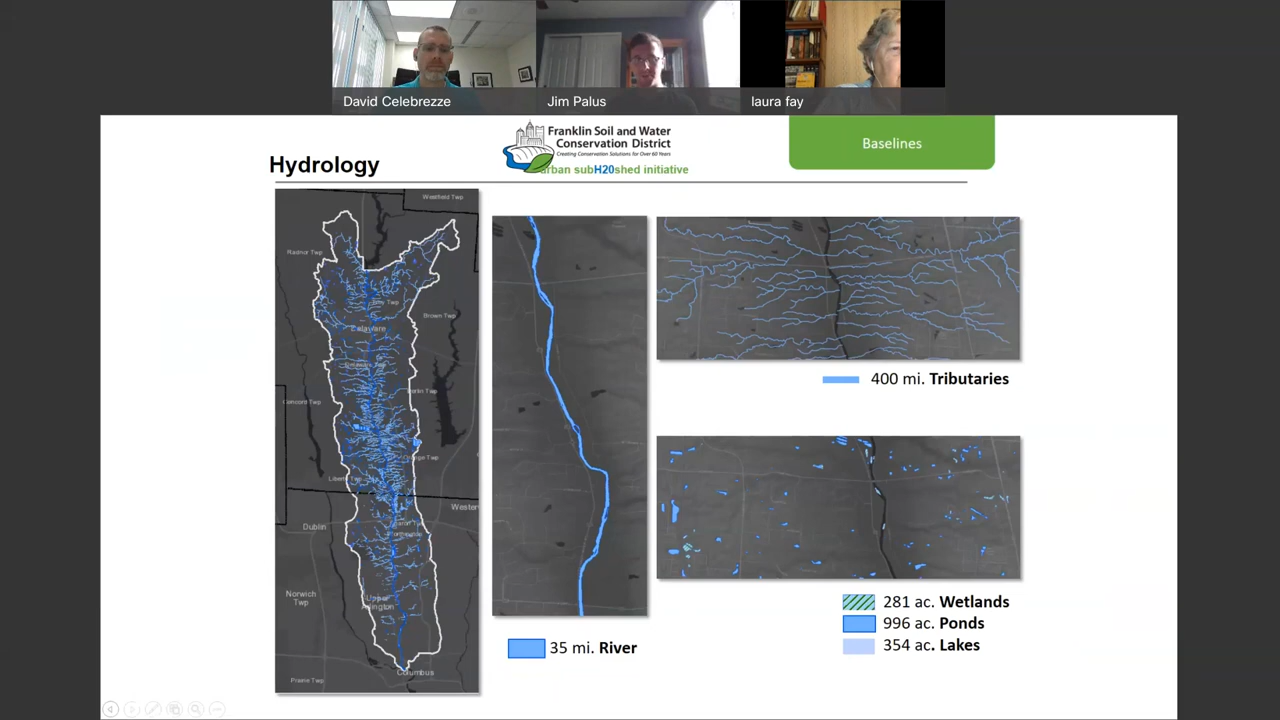 David Celebrezze
Jim Palus
laura fay
Franklin Soil and Water
Conservation District
Creating Conservation Solutions for Over 60 Years
urban subH20shed initiative
Baselines
Hydrology
Westfield Twp
Radnor Twp
Brown Twp
Delaware
Berlin Twp
Concord Twp
Orange Twp
Liberty Twp
Dublin
Norwich
Twp
Upper
Arlington
Columbus
Prairie Twp
35 mi. River
400 mi. Tributaries
281 ac. Wetlands
996 ac. Ponds
354 ac. Lakes